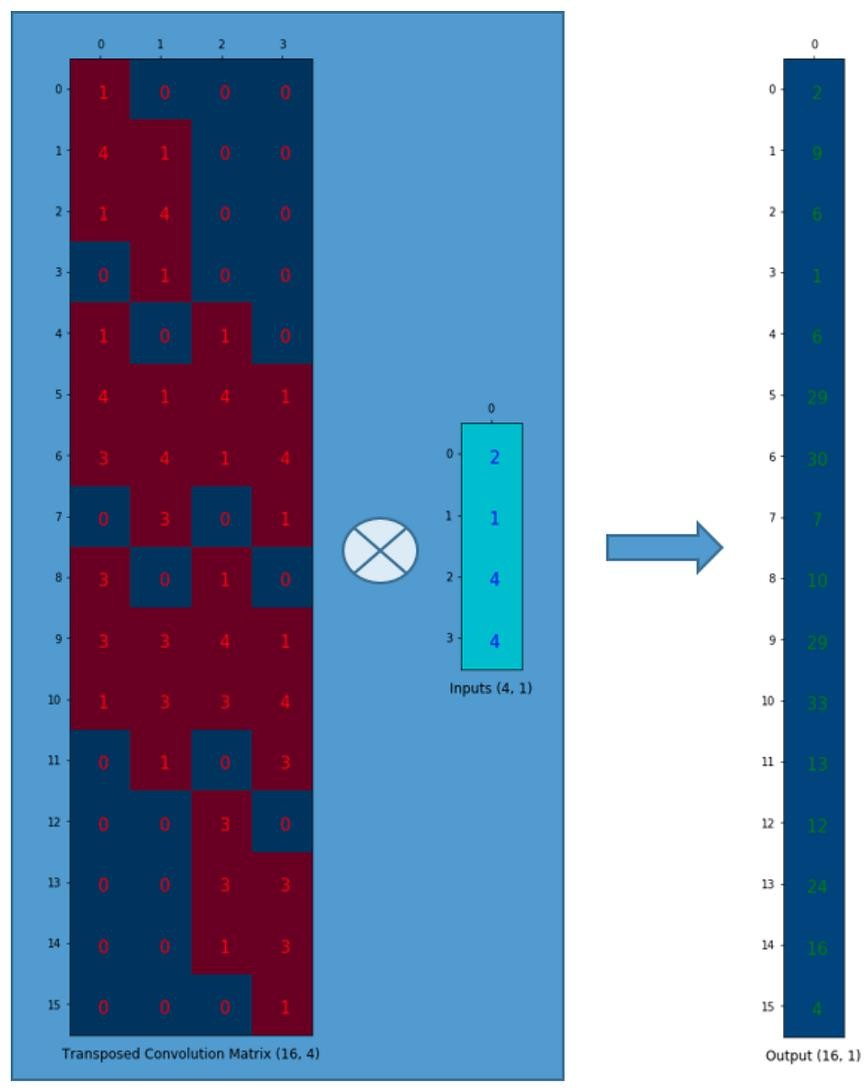 0 1 2 3
0 1 0 0 0
1 4 1 0 0
2 1 4 0 0
3 0 1 0 0
4 1 0 1 0
5 4 1 4 1
6 3 4 1 4
7 0 3 0 1
8 3 0 1 0
9 3 3 4 1
10 1 3 3 4
11 0 1 0 3
12 0 0 3 0
13 0 0 3 3
14 0 0 1 3
15 0 0 0 1
Transposed Convolution Matrix (16, 4)
0
0 2
1 1
2 4
3 4
Inputs (4, 1)
0
0 2
1 9
2 6
3 1
4 6
5 29
6 30
7 7
8 10
9 29
10 33
11 13
12 12
13 24
14 16
15 4
Output (16, 1)